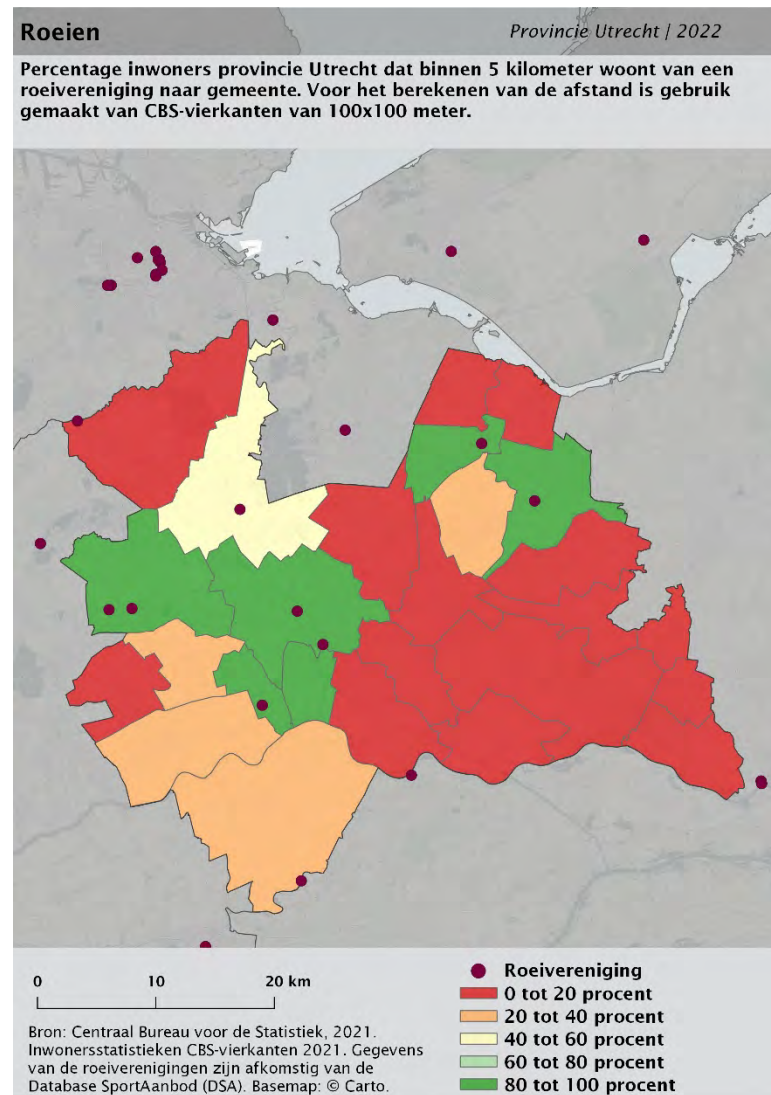 Roeien
Provincie Utrecht / 2022
Percentage inwoners provincie Utrecht dat binnen 5 kilometer woont van een
roeivereniging naar gemeente. Voor het berekenen van de afstand is gebruik
gemaakt van CBS-vierkanten van 100x100 meter.
0 10 20 km
Bron: Centraal Bureau voor de Statistiek, 2021.
Inwonersstatistieken CBS-vierkanten 2021. Gegevens
van de roeiverenigingen zijn afkomstig van de
Database SportAanbod (DSA). Basemap: © Carto.
Roeivereniging
0 tot 20 procent
20 tot 40 procent
40 tot 60 procent
60 tot 80 procent
80 tot 100 procent